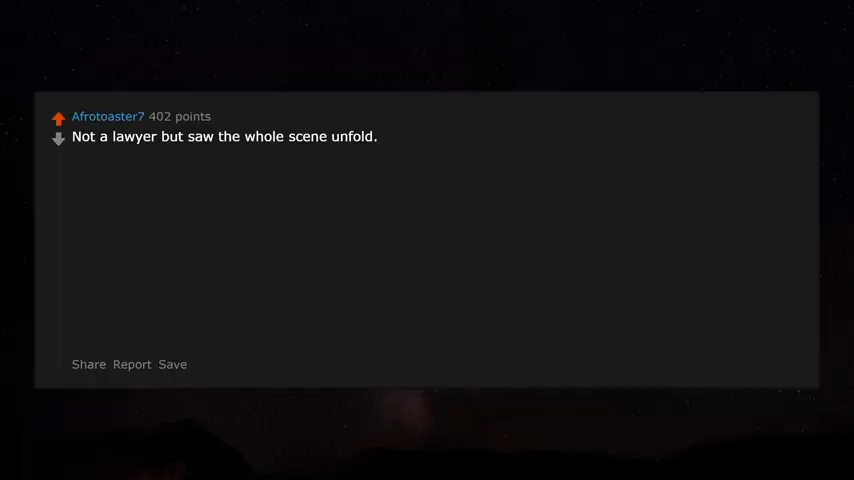 Afrotoaster7 402 points
Not a lawyer but saw the whole scene unfold.
Share Report Save